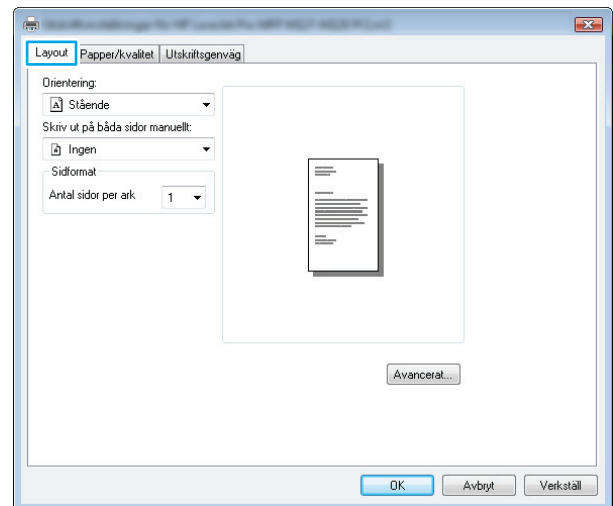 Layout Papper/kvalitet Utskriftsgenväg
Orientering:
Stående
Skriv ut på båda sidor manuellt:
Ingen
Sidformat
Antal sidor per ark 1
Avancerat...
OK Avbryt Verkställ